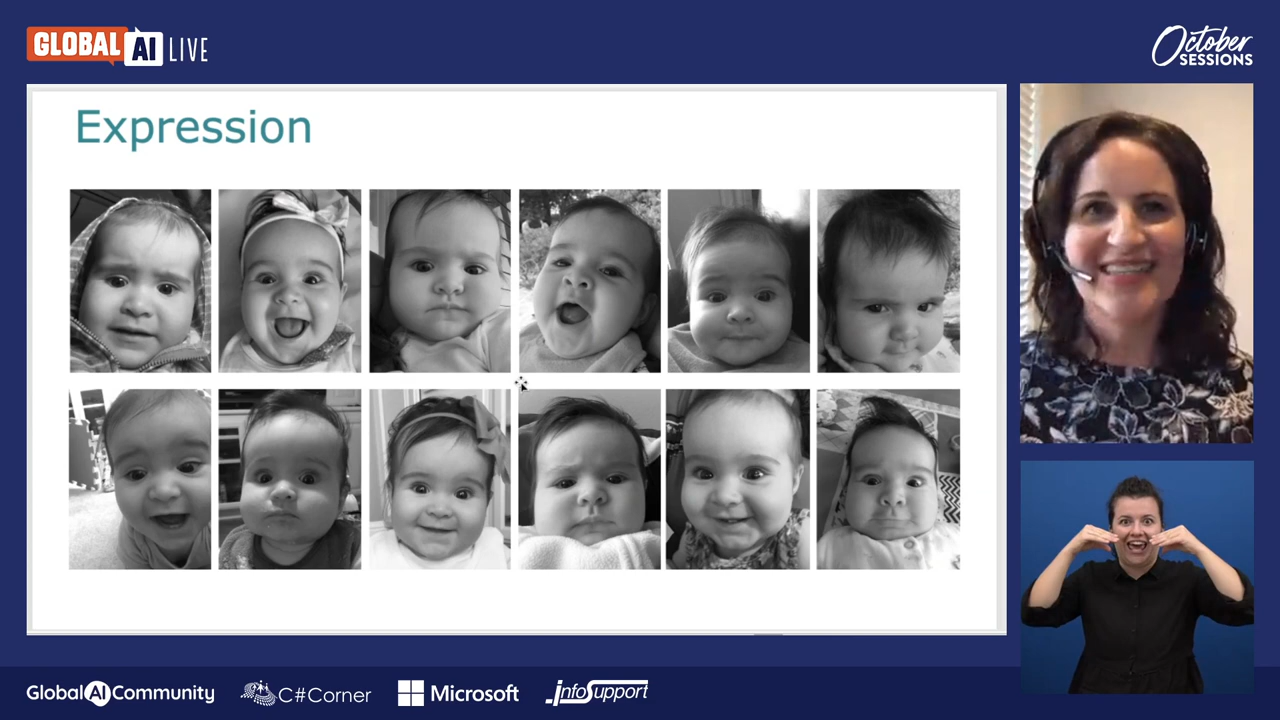 GLOBAL AI LIVE
October
SESSIONS
Expression
Global AI Community
C#Corner
Microsoft
infoSupport